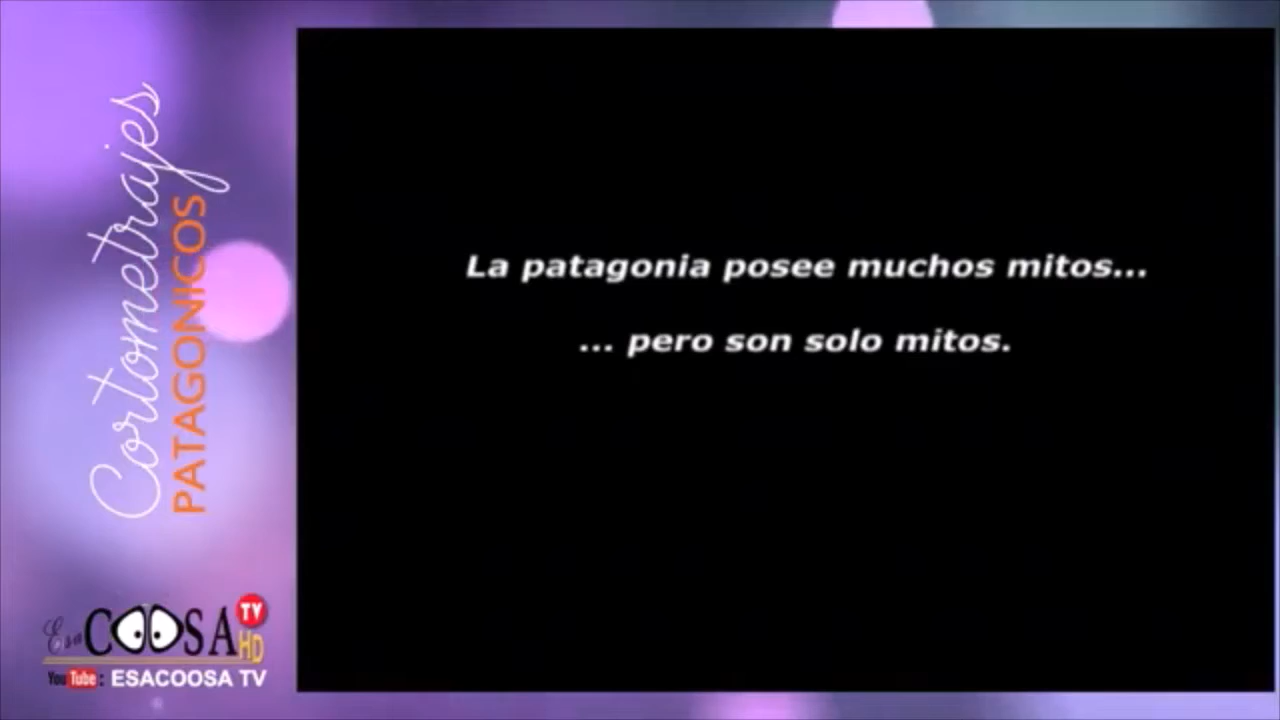 Cortometrajes
PATAGONICOS
La patagonia posee muchos mitos...
... pero son solo mitos.
Esa COOSA TV
HD
YouTube: ESACOOSA TV